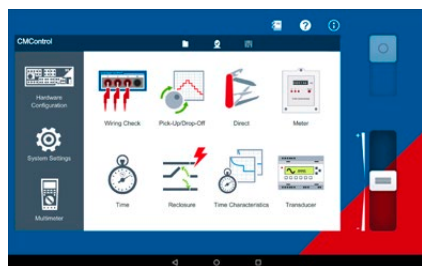 CMControl
Hardware
Configuration
Wiring Check
Pick-Up/Drop-Off
Direct
Meter
System Settings
Multimeter
Time
Reclosure
Time Characteristics
Transducer